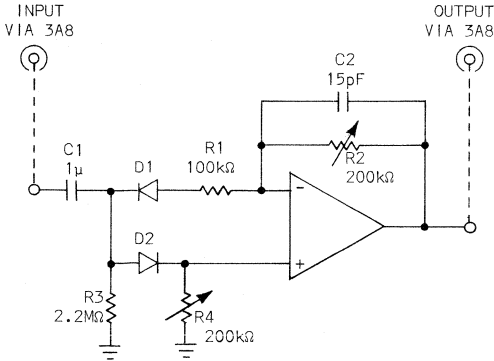 INPUT
VIA 3A8
OUTPUT
VIA 3A8
C2
15pF
R1
100kΩ
R2
200kΩ
C1
1µ
D1
D2
−
+
R3
2.2MΩ
R4
200kΩ